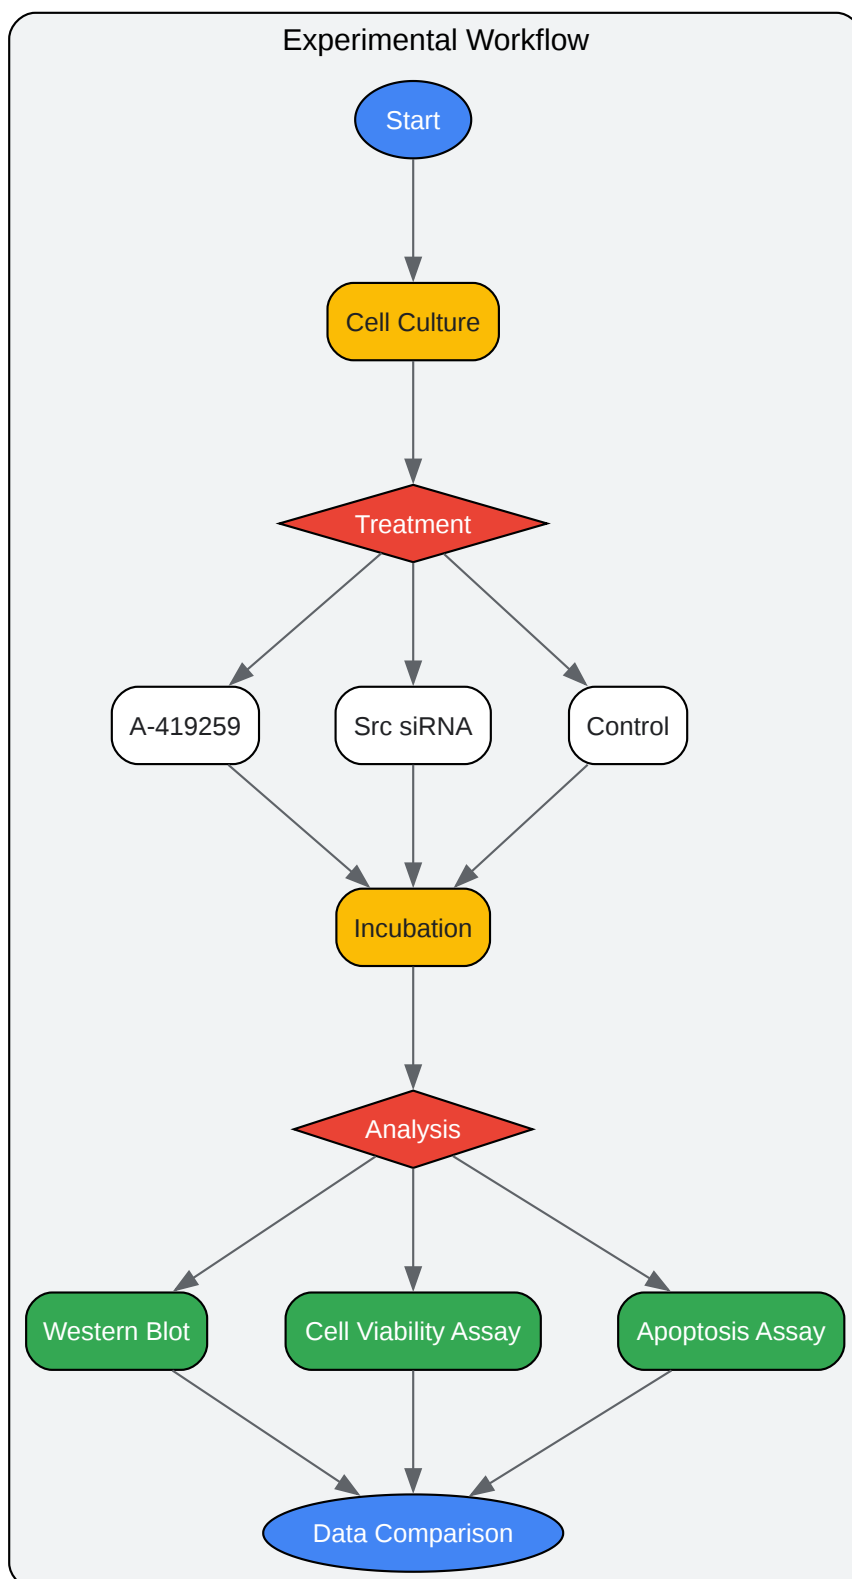 Experimental Workflow
Start
Cell Culture
Treatment
A-419259
Src siRNA
Control
Incubation
Analysis
Western Blot
Cell Viability Assay
Apoptosis Assay
Data Comparison